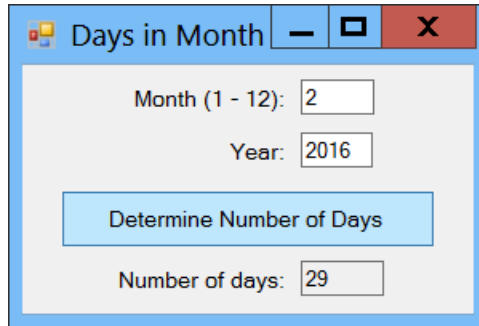 Days in Month
Month (1 - 12): 2
Year: 2016
Determine Number of Days
Number of days: 29